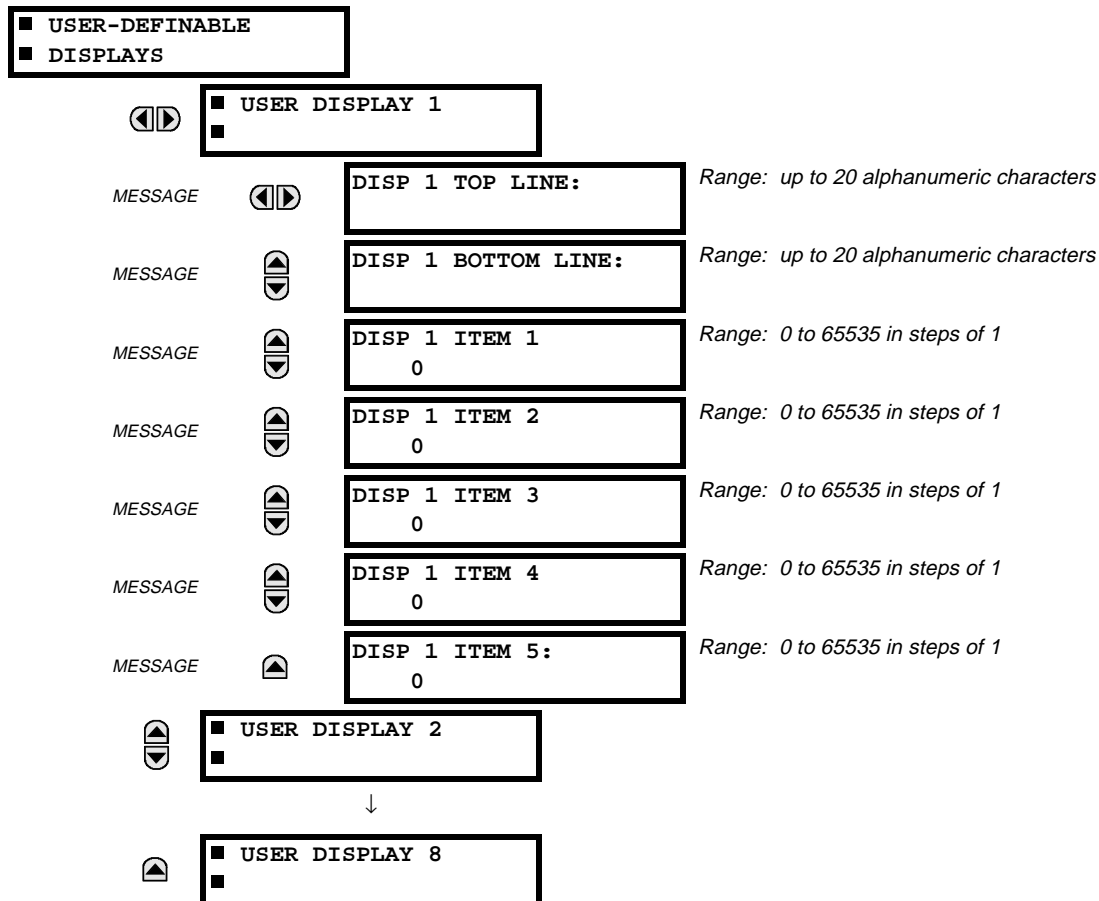 ■ USER-DEFINABLE
■ DISPLAYS
■ USER DISPLAY 1
■
MESSAGE DISP 1 TOP LINE: Range: up to 20 alphanumeric characters
MESSAGE DISP 1 BOTTOM LINE: Range: up to 20 alphanumeric characters
MESSAGE DISP 1 ITEM 1 Range: 0 to 65535 in steps of 1
0
MESSAGE DISP 1 ITEM 2 Range: 0 to 65535 in steps of 1
0
MESSAGE DISP 1 ITEM 3 Range: 0 to 65535 in steps of 1
0
MESSAGE DISP 1 ITEM 4 Range: 0 to 65535 in steps of 1
0
MESSAGE DISP 1 ITEM 5: Range: 0 to 65535 in steps of 1
0
■ USER DISPLAY 2
■
↓
■ USER DISPLAY 8
■